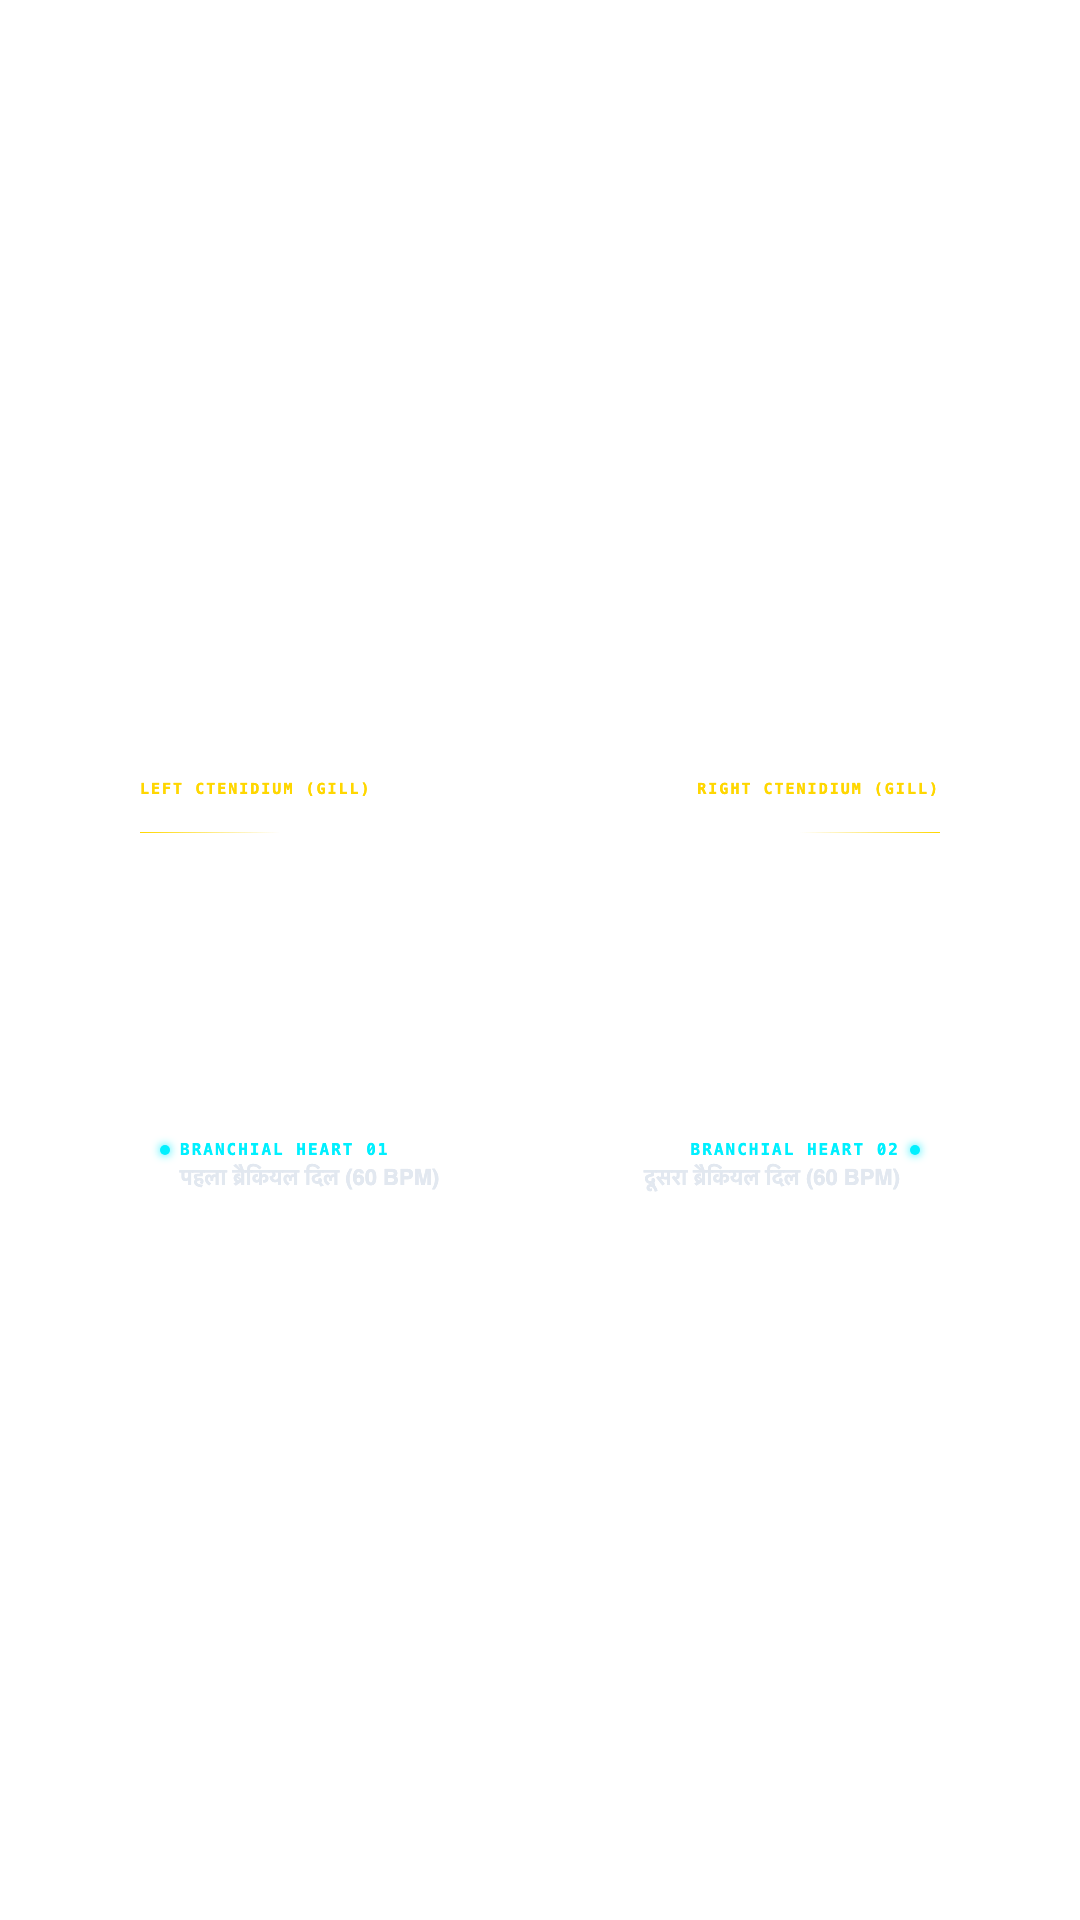 LEFT CTENIDIUM (GILL)
RIGHT CTENIDIUM (GILL)
BRANCHIAL HEART 01
पहला ब्रैकियल दिल (60 BPM)
BRANCHIAL HEART 02
दूसरा ब्रैकियल दिल (60 BPM)